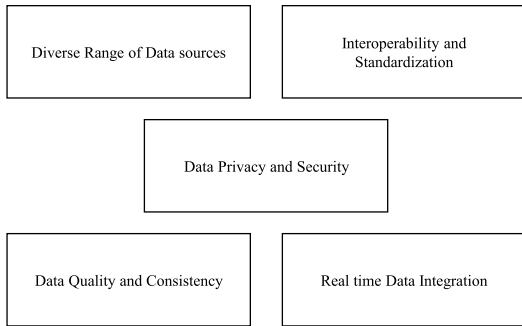 Diverse Range of Data sources
Interoperability and
Standardization
Data Privacy and Security
Data Quality and Consistency
Real time Data Integration